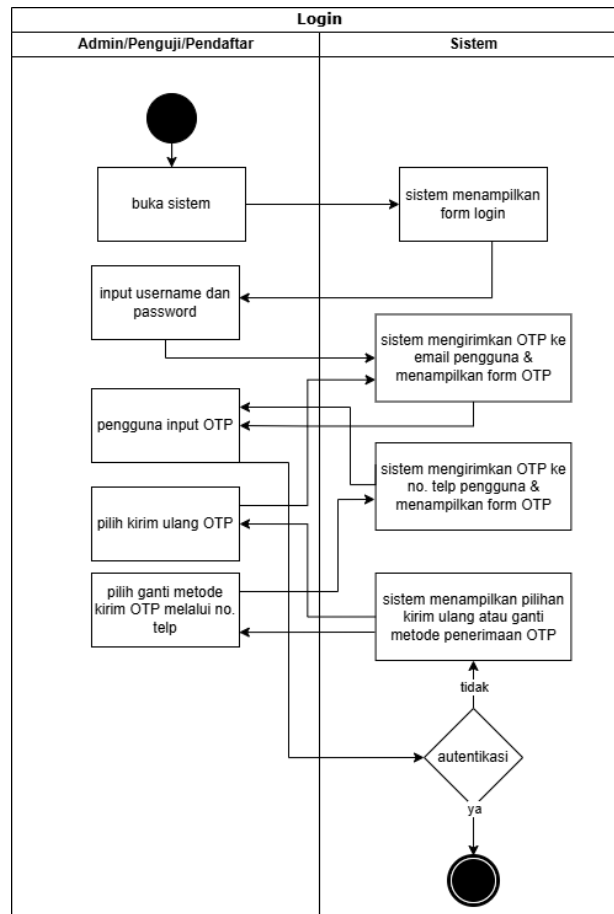 Login
Admin/Penguji/Pendaftar
Sistem
buka sistem
sistem menampilkan
form login
input username dan
password
sistem mengirimkan OTP ke
email pengguna &
menampilkan form OTP
pengguna input OTP
sistem mengirimkan OTP ke
no. telp pengguna &
menampilkan form OTP
pilih kirim ulang OTP
pilih ganti metode
kirim OTP melalui no.
telp
sistem menampilkan pilihan
kirim ulang atau ganti
metode penerimaan OTP
tidak
autentikasi
ya